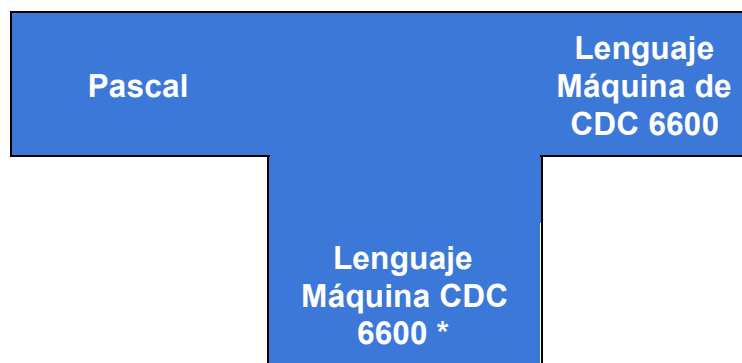 Pascal
Lenguaje
Máquina de
CDC 6600
Lenguaje
Máquina CDC
6600 *